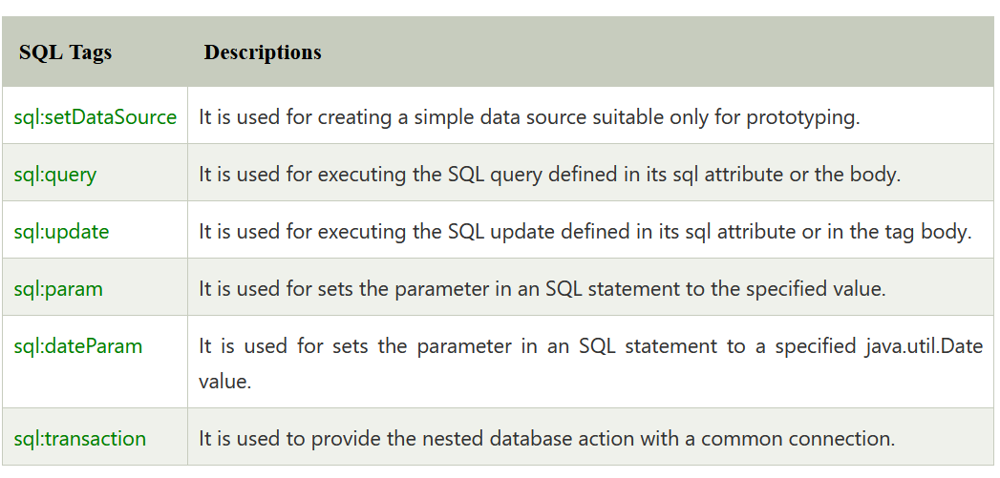 SQL Tags Descriptions
sql:setDataSource It is used for creating a simple data source suitable only for prototyping.
sql:query It is used for executing the SQL query defined in its sql attribute or the body.
sql:update It is used for executing the SQL update defined in its sql attribute or in the tag body.
sql:param It is used for sets the parameter in an SQL statement to the specified value.
sql:dateParam It is used for sets the parameter in an SQL statement to a specified java.util.Date
value.
sql:transaction It is used to provide the nested database action with a common connection.